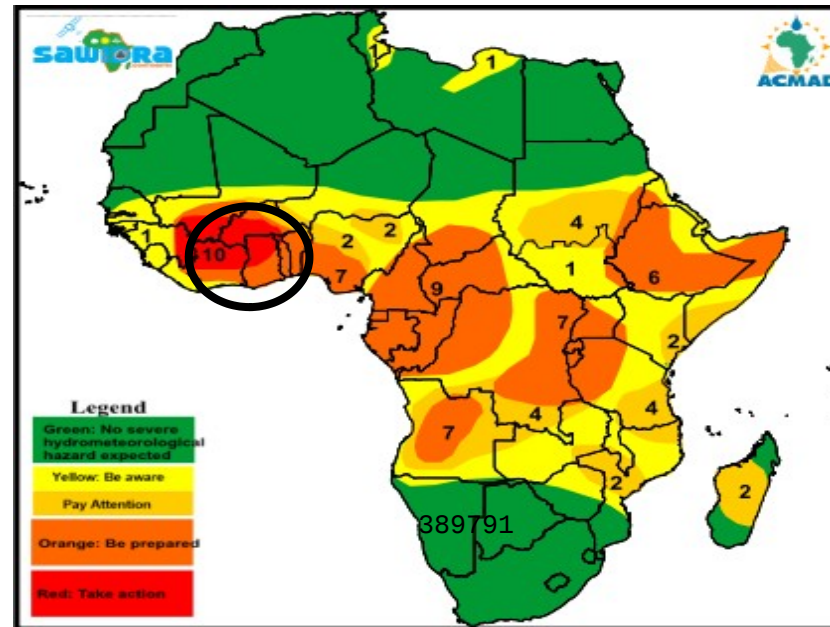 SAWIDRA
ACMAD
1
1
1
10
2
2
7
9
4
1
6
7
2
7
4
4
2
2
389791
Legend
Green: No severe
hydrometeorological
hazard expected
Yellow: Be aware
Pay Attention
Orange: Be prepared
Red: Take action